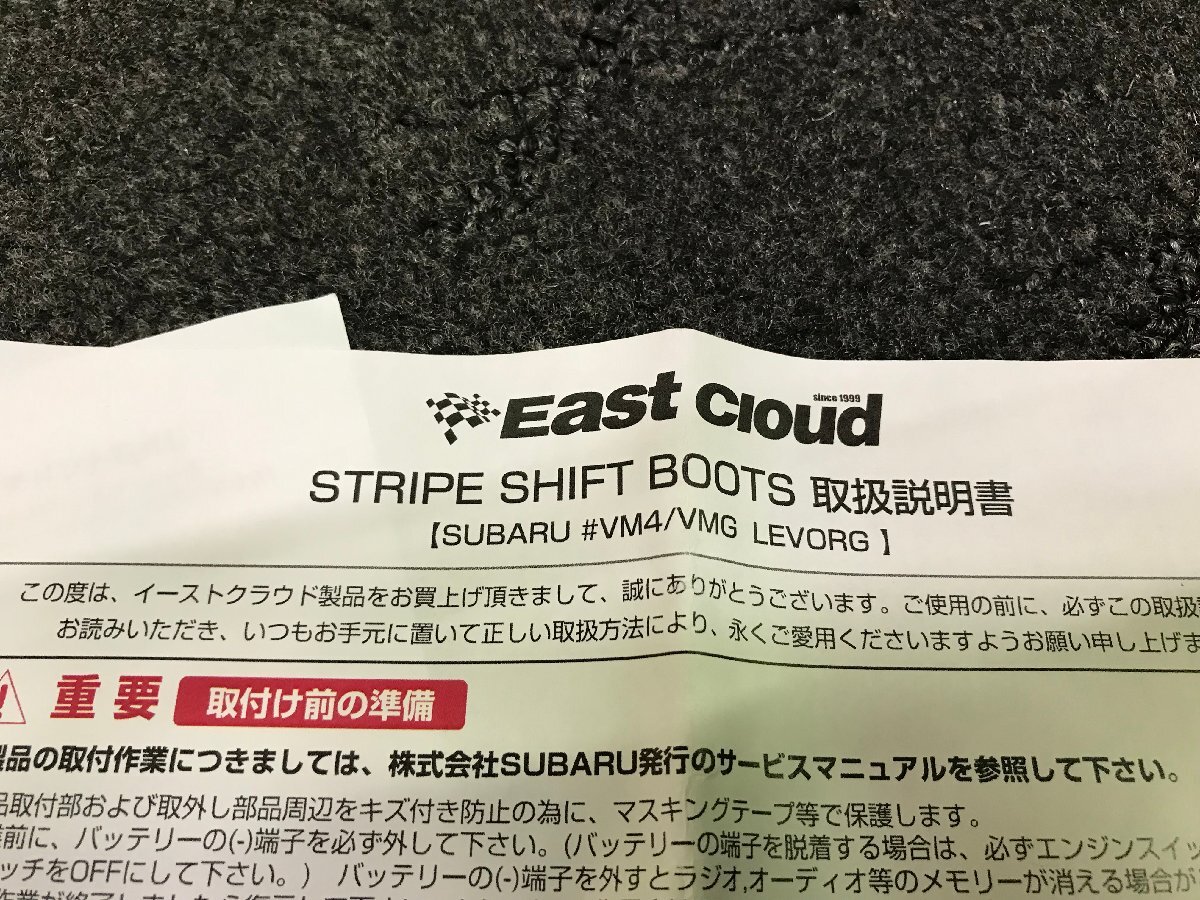 East Cloud
since 1999
STRIPE SHIFT BOOTS 取扱説明書
【SUBARU #VM4/VMG LEVORG】
この度は、イーストクラウド製品をお買上げ頂きまして、誠にありがとうございます。ご使用の前に、必ずこの取扱
お読みいただき、いつもお手元に置いて正しい取扱方法により、永くご愛用くださいますようお願い申し上げま
重要 取付け前の準備
製品の取付作業につきましては、株式会社SUBARU発行のサービスマニュアルを参照して下さい。
品取付部および取外し部品周辺をキズ付き防止の為に、マスキングテープ等で保護します。
前に、バッテリーの(-)端子を必ず外して下さい。(バッテリーの端子を脱着する場合は、必ずエンジンスイッ
ッチをOFFにして下さい。) バッテリーの(-)端子を外すとラジオ,オーディオ等のメモリーが消える場合が